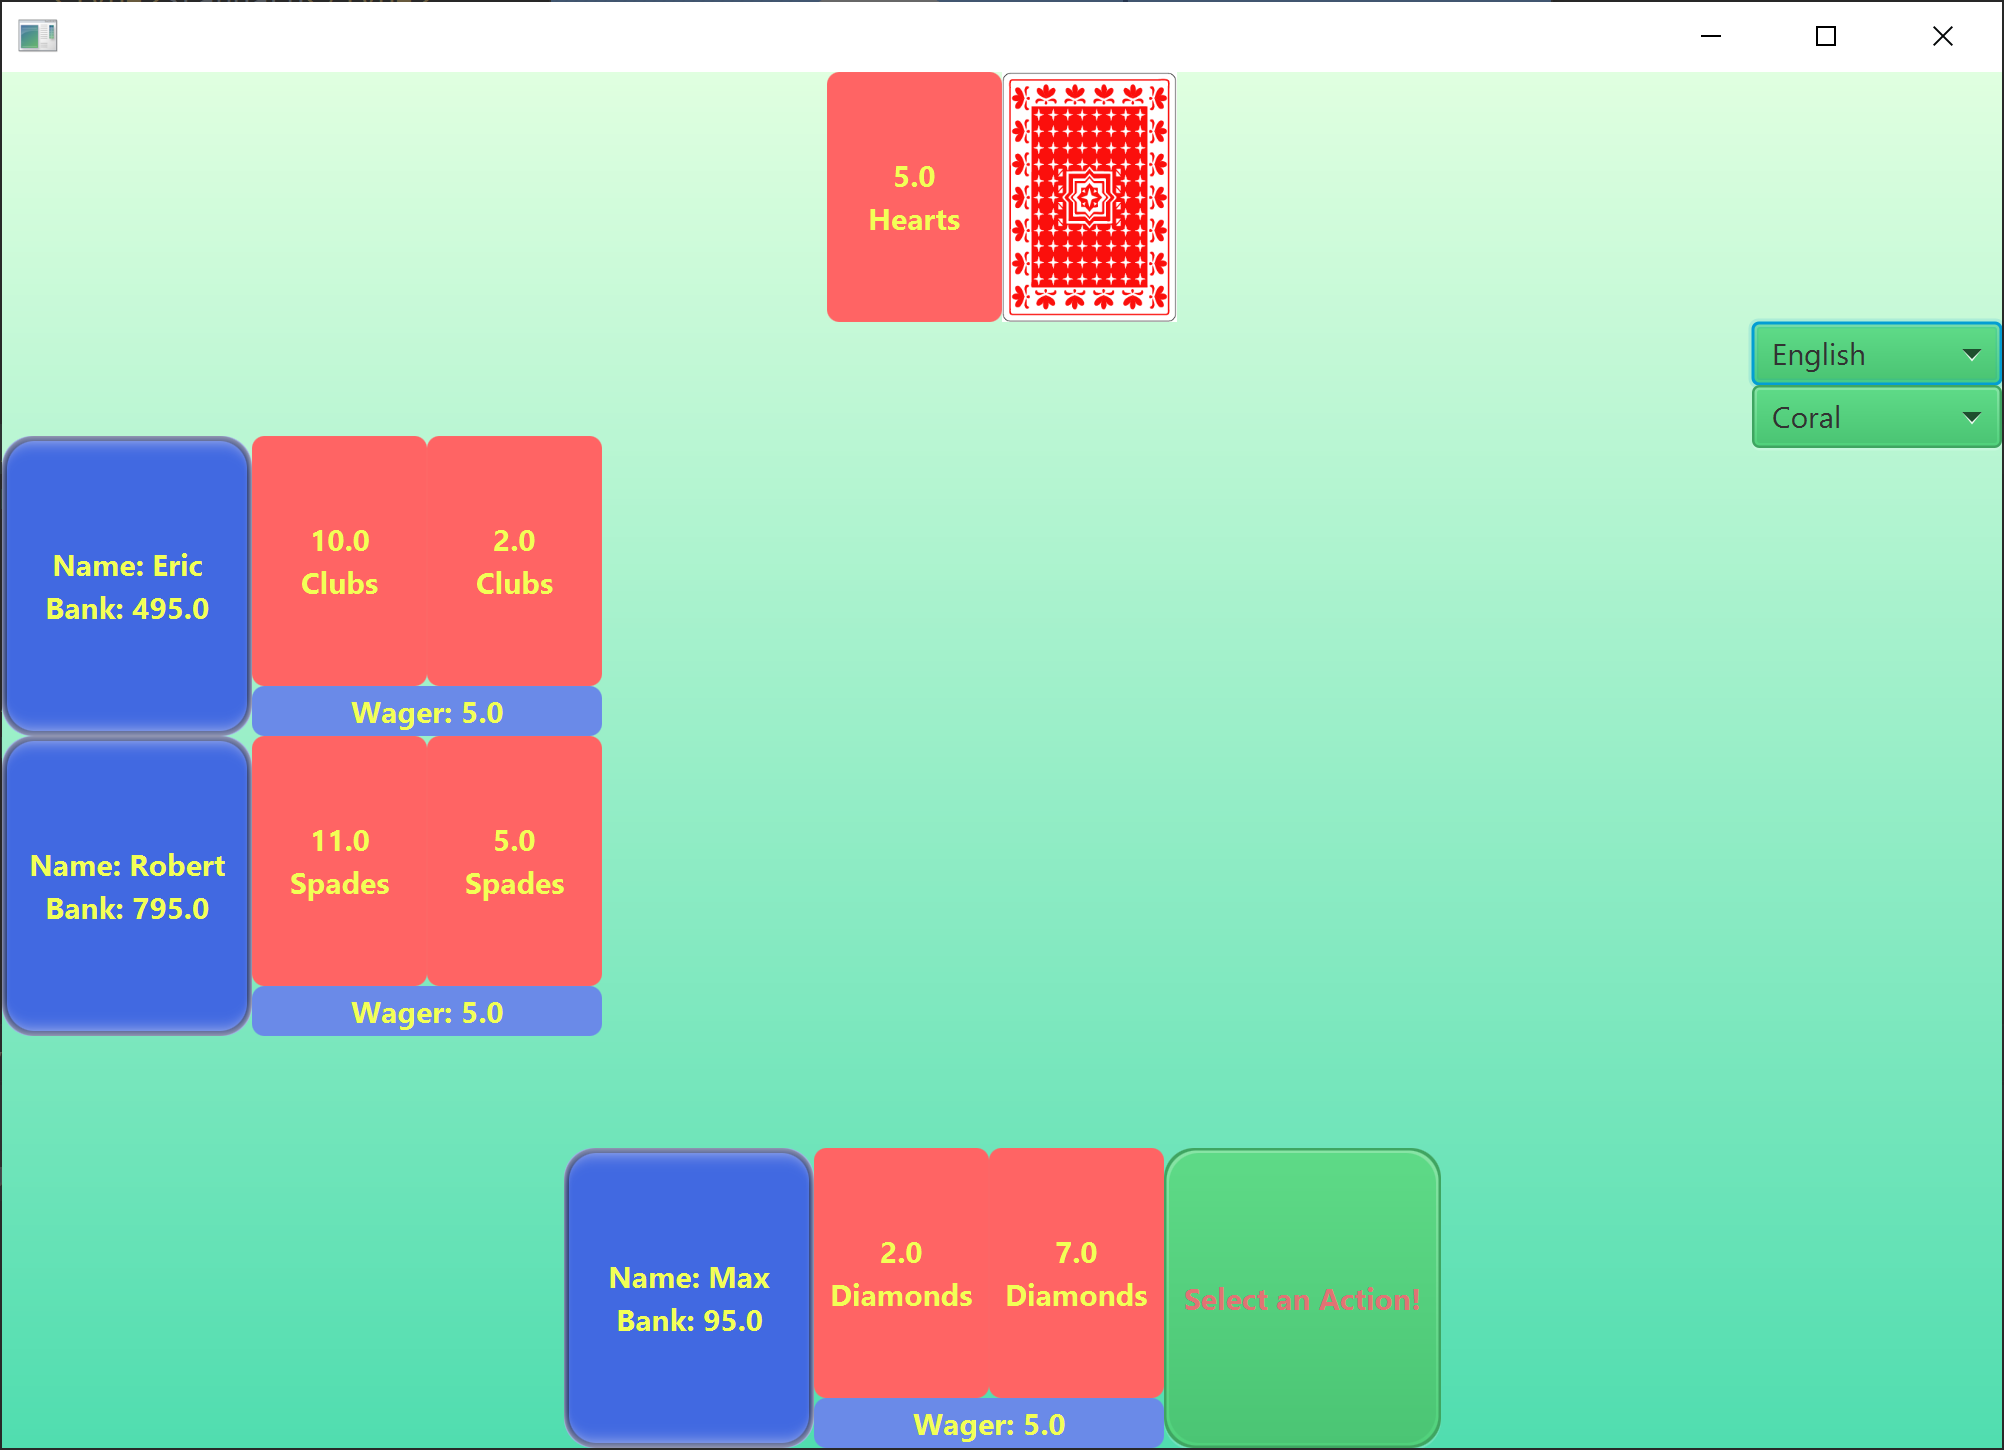 5.0
Hearts
English
Coral
Name: Eric
Bank: 495.0
10.0
Clubs
2.0
Clubs
Wager: 5.0
Name: Robert
Bank: 795.0
11.0
Spades
5.0
Spades
Wager: 5.0
Name: Max
Bank: 95.0
2.0
Diamonds
7.0
Diamonds
Select an Action!
Wager: 5.0